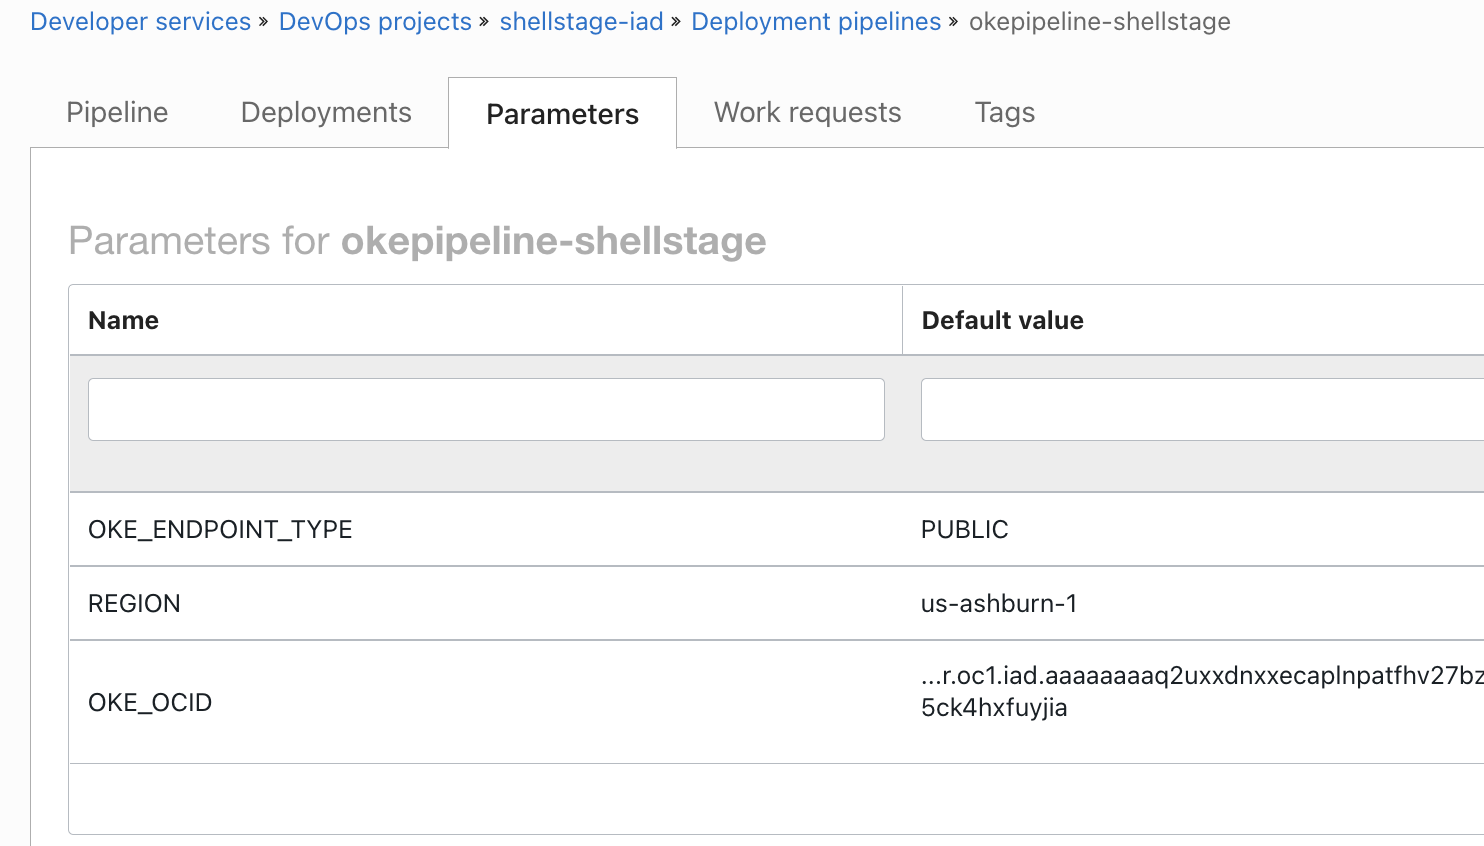 Developer services » DevOps projects » shellstage-iad » Deployment pipelines » okepipeline-shellstage
Pipeline Deployments Parameters Work requests Tags
Parameters for okepipeline-shellstage
Name Default value
OKE_ENDPOINT_TYPE PUBLIC
REGION us-ashburn-1
OKE_OCID ...r.oc1.iad.aaaaaaaaq2uxxdnxxecaplnpatfhv27bz
5ck4hxfuyjia